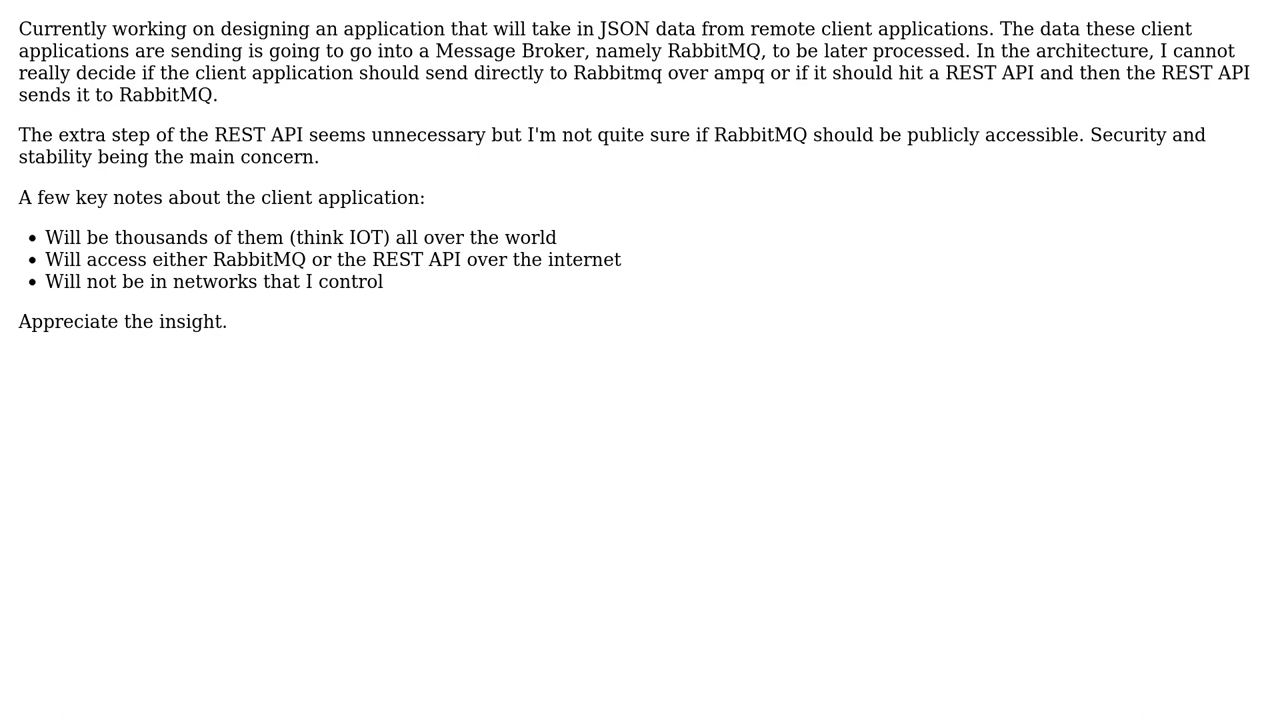 Currently working on designing an application that will take in JSON data from remote client applications. The data these client
applications are sending is going to go into a Message Broker, namely RabbitMQ, to be later processed. In the architecture, I cannot
really decide if the client application should send directly to Rabbitmq over ampq or if it should hit a REST API and then the REST API
sends it to RabbitMQ.
The extra step of the REST API seems unnecessary but I'm not quite sure if RabbitMQ should be publicly accessible. Security and
stability being the main concern.
A few key notes about the client application:
• Will be thousands of them (think IOT) all over the world
• Will access either RabbitMQ or the REST API over the internet
• Will not be in networks that I control
Appreciate the insight.